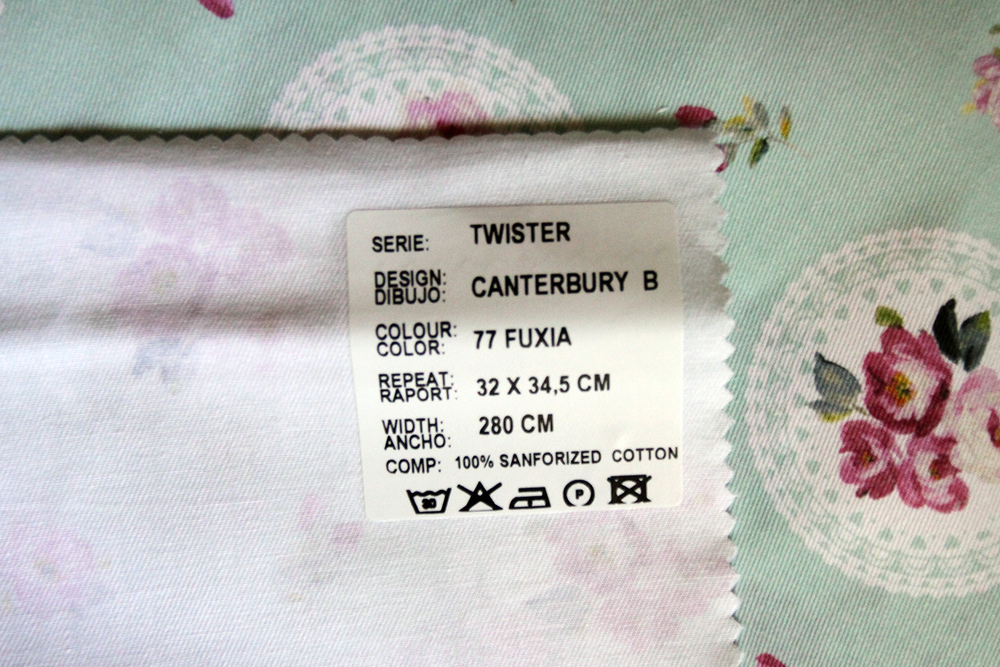 SERIE: TWISTER
DESIGN:
DIBUJO: CANTERBURY B
COLOUR:
COLOR: 77 FUXIA
REPEAT:
RAPORT: 32 X 34,5 CM
WIDTH:
ANCHO: 280 CM
COMP: 100% SANFORIZED COTTON
30 P